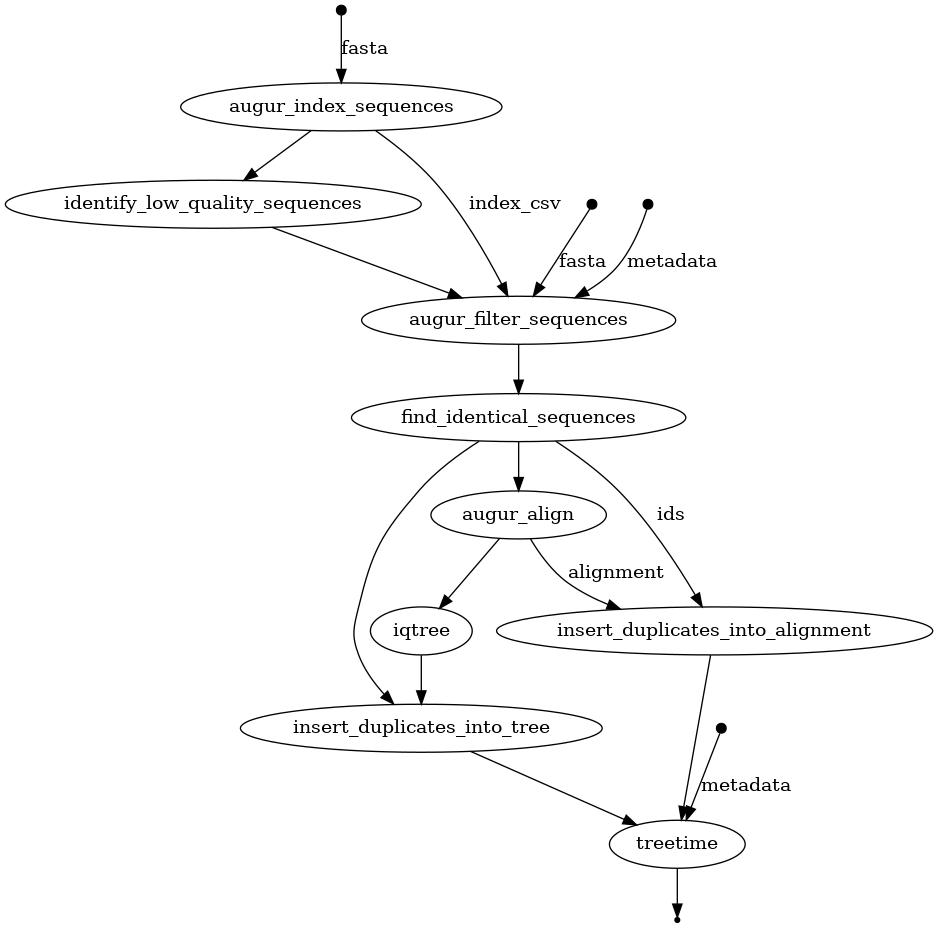 fasta
augur_index_sequences
identify_low_quality_sequences
index_csv
fasta
metadata
augur_filter_sequences
find_identical_sequences
augur_align
ids
alignment
iqtree
insert_duplicates_into_alignment
insert_duplicates_into_tree
metadata
treetime